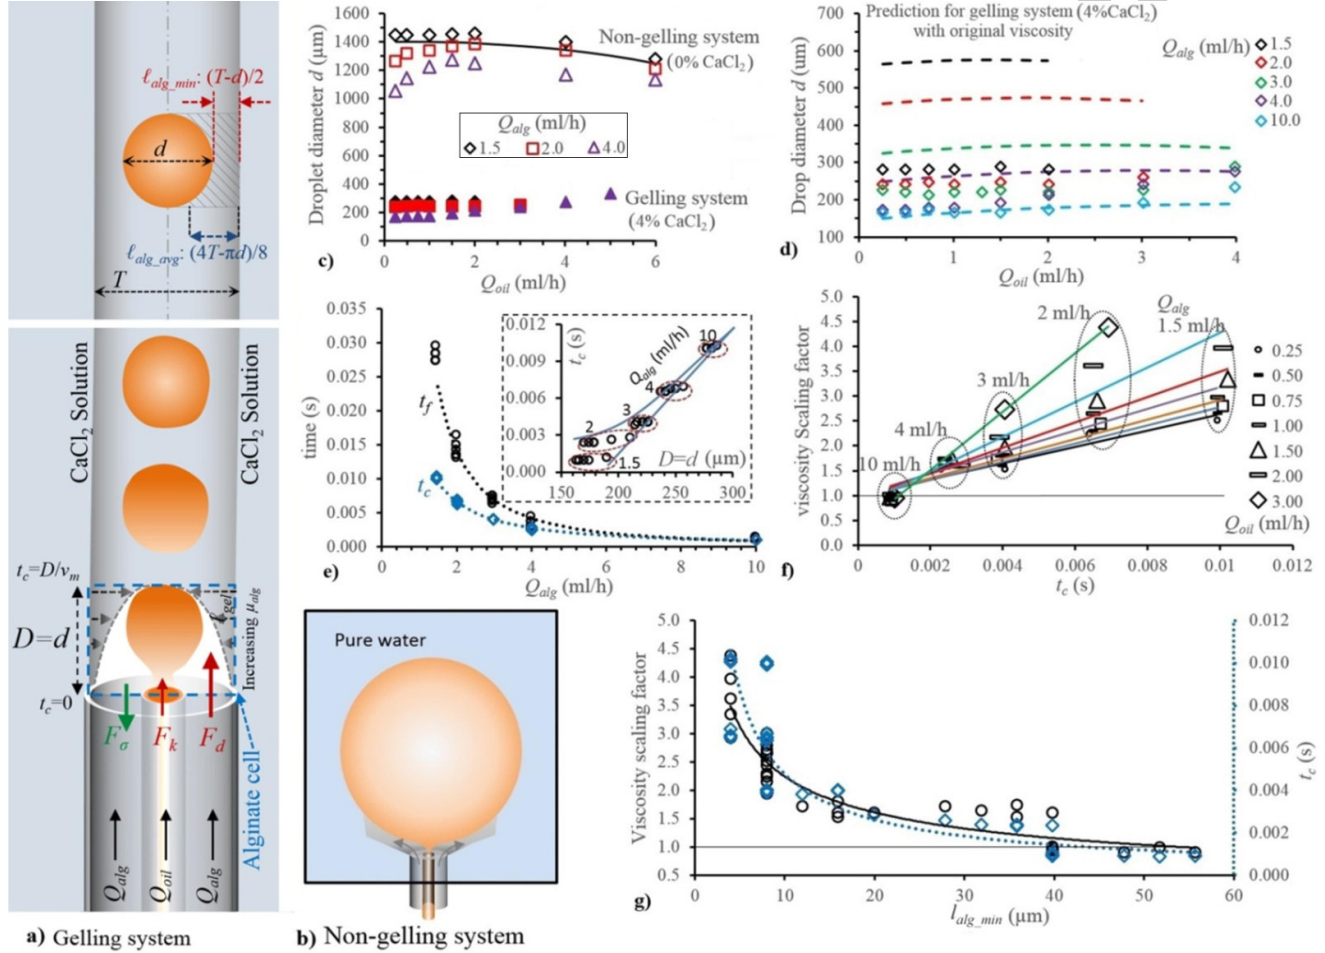 ℓalg_min: (T-d)/2
d
ℓalg_avg: (4T-πd)/8
T
CaCl2 Solution
CaCl2 Solution
tc=D/vm
ℓgel
Increasing μalg
D=d
tc=0
Fσ
Fk
Fd
Alginate cell
Qalg
Qoil
Qalg
a) Gelling system
Pure water
b) Non-gelling system
Droplet diameter d (μm)
1600
1400
1200
1000
800
600
400
200
0
Non-gelling system
(0% CaCl2)
Qalg (ml/h)
1.5 2.0 4.0
Gelling system
(4% CaCl2)
0 2 4 6
c)
Qoil (ml/h)
Drop diameter d (um)
700
600
500
400
300
200
100
Prediction for gelling system (4%CaCl2)
with original viscosity
Qalg (ml/h)
1.5
2.0
3.0
4.0
10.0
0 1 2 3 4
d)
Qoil (ml/h)
time (s)
0.035
0.030
0.025
0.020
0.015
0.010
0.005
0.000
tf
tc
0.012
0.009
0.006
0.003
0.000
tc (s)
Qalg (ml/h)
10
4
3
2
1.5
D=d (μm)
150 200 250 300
0 2 4 6 8 10
e)
Qalg (ml/h)
viscosity Scaling factor
5.0
4.5
4.0
3.5
3.0
2.5
2.0
1.5
1.0
0.5
0.0
2 ml/h
Qalg
1.5 ml/h
3 ml/h
4 ml/h
10 ml/h
0.25
0.50
0.75
1.00
1.50
2.00
3.00
Qoil (ml/h)
0 0.002 0.004 0.006 0.008 0.01 0.012
f)
tc (s)
Viscosity scaling factor
5.0
4.5
4.0
3.5
3.0
2.5
2.0
1.5
1.0
0.5
0.012
0.010
0.008
0.006
0.004
0.002
0.000
tc (s)
0 10 20 30 40 50 60
g)
lalg_min (μm)